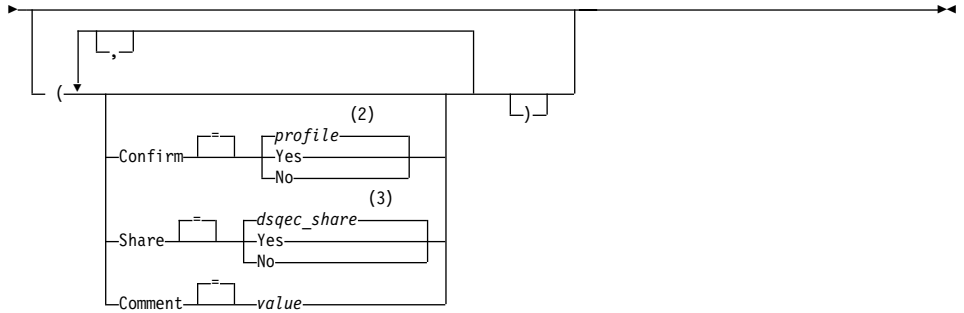 ,
(
)
(2)
Confirm = profile
Yes
No
(3)
Share = dsqec_share
Yes
No
Comment = value